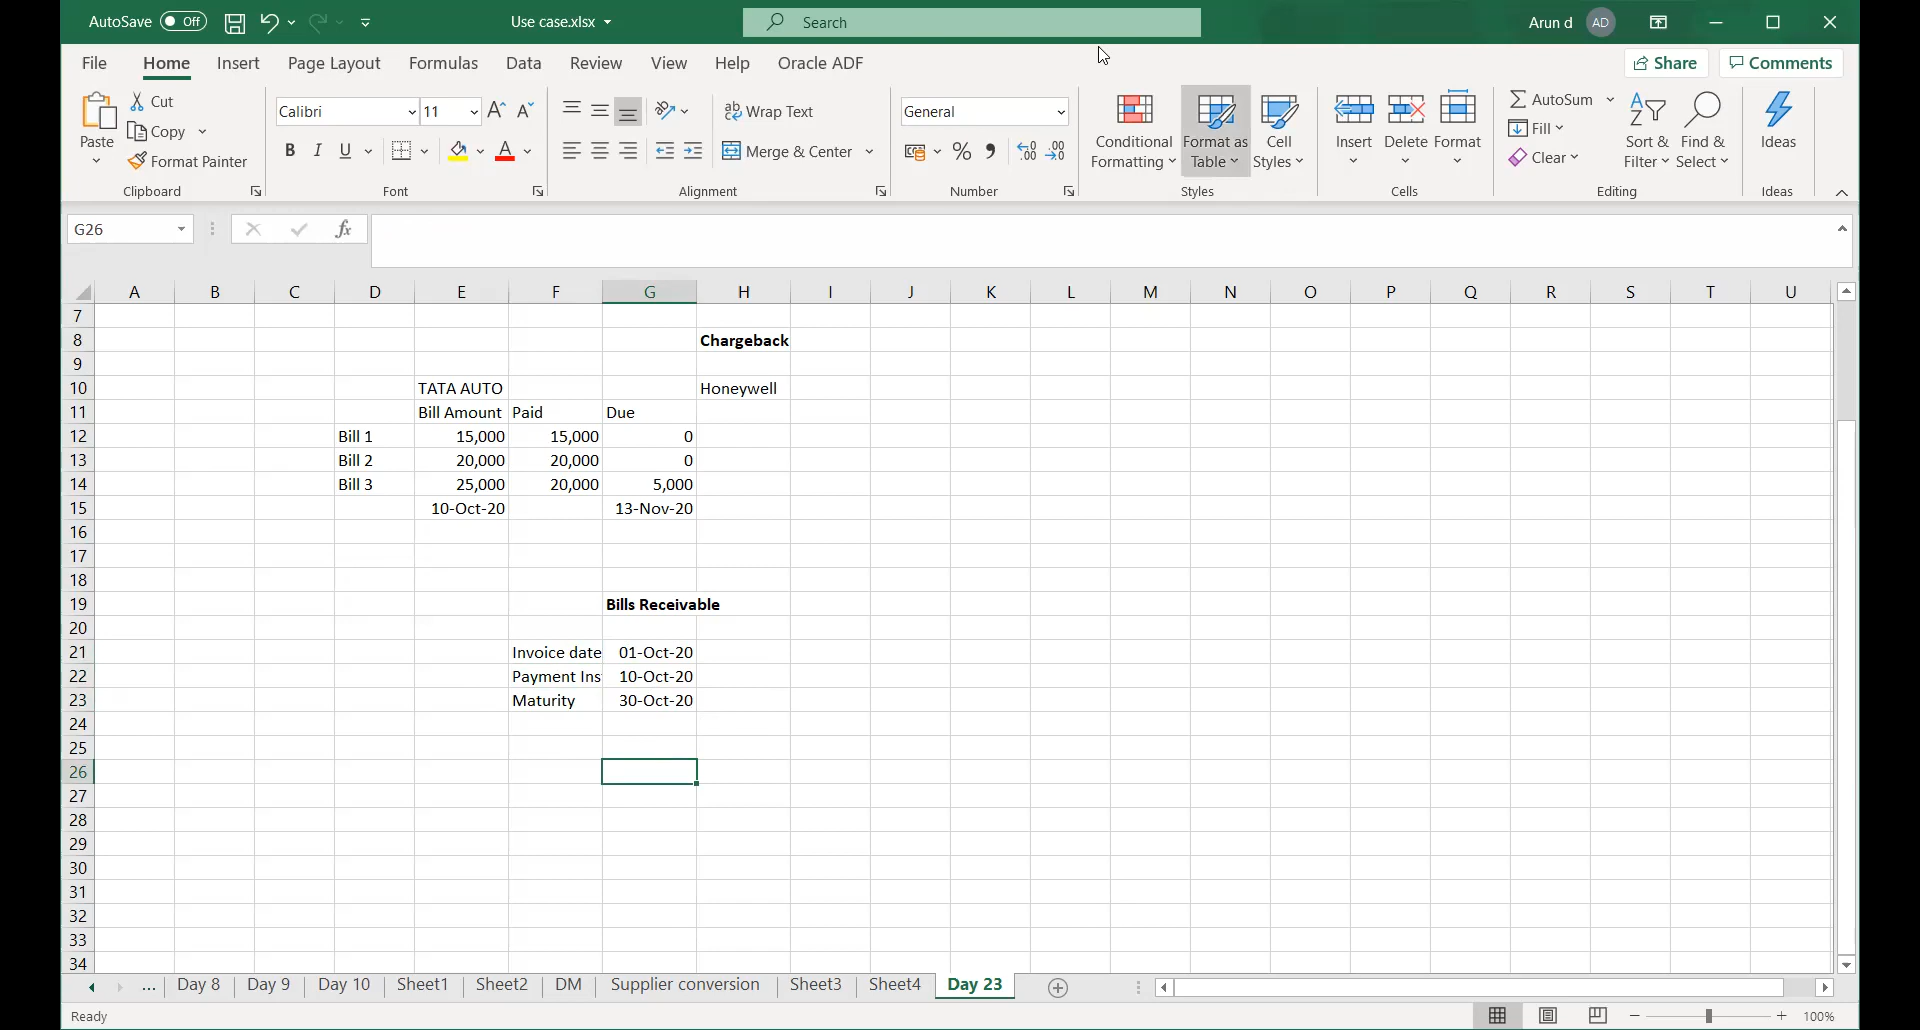 AutoSave Off Use case.xlsx Search Arun d AD
File Home Insert Page Layout Formulas Data Review View Help Oracle ADF Share Comments
Paste Cut Copy Format Painter Clipboard
Calibri 11 B I U Font
Wrap Text Merge & Center Alignment
General % Number
Conditional Formatting Format as Table Cell Styles Styles
Insert Delete Format Cells
AutoSum Fill Clear Sort & Filter Find & Select Editing
Ideas Ideas
G26 fx
A B C D E F G H I J K L M N O P Q R S T U
7
8 Chargeback
9
10 TATA AUTO Honeywell
11 Bill Amount Paid Due
12 Bill 1 15,000 15,000 0
13 Bill 2 20,000 20,000 0
14 Bill 3 25,000 20,000 5,000
15 10-Oct-20 13-Nov-20
16
17
18
19 Bills Receivable
20
21 Invoice date 01-Oct-20
22 Payment Ins 10-Oct-20
23 Maturity 30-Oct-20
24
25
26
27
28
29
30
31
32
33
34
... Day 8 Day 9 Day 10 Sheet1 Sheet2 DM Supplier conversion Sheet3 Sheet4 Day 23
Ready 100%